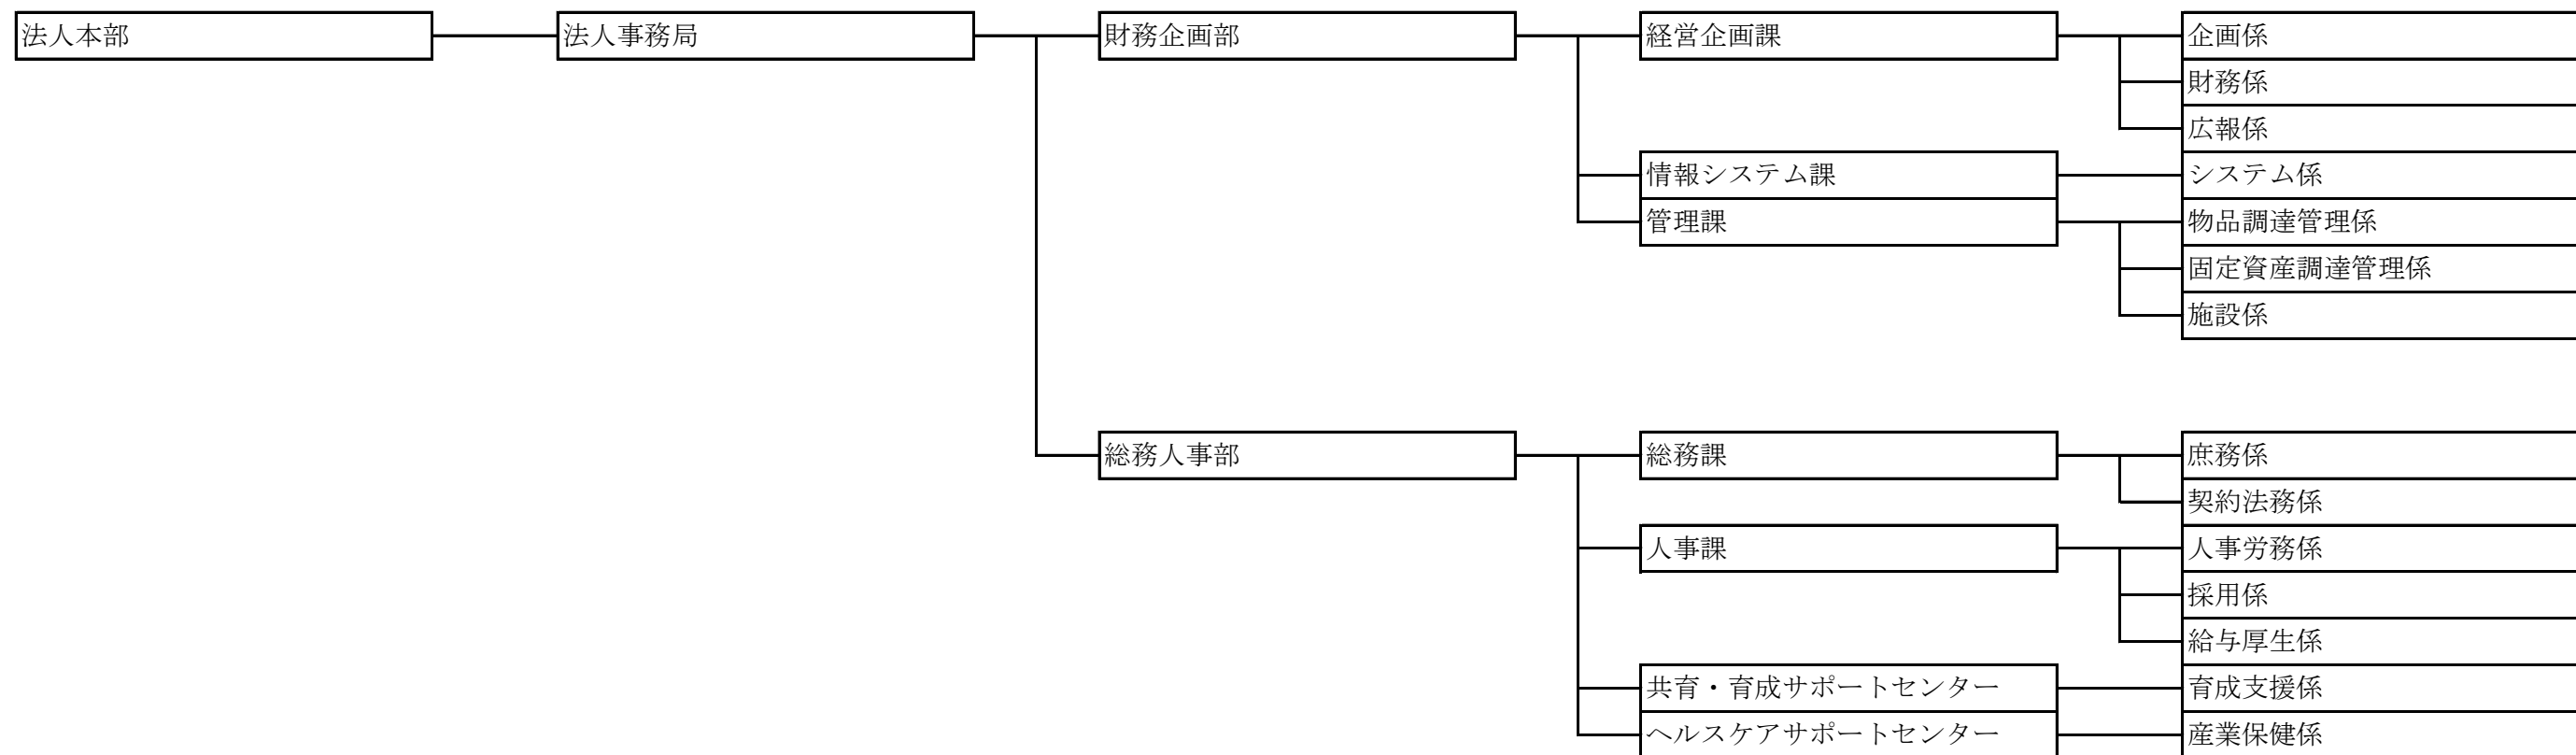 法人本部
法人事務局
財務企画部
経営企画課
企画係
財務係
広報係
情報システム課
システム係
管理課
物品調達管理係
固定資産調達管理係
施設係
総務人事部
総務課
庶務係
契約法務係
人事課
人事労務係
採用係
給与厚生係
共育・育成サポートセンター
育成支援係
ヘルスケアサポートセンター
産業保健係